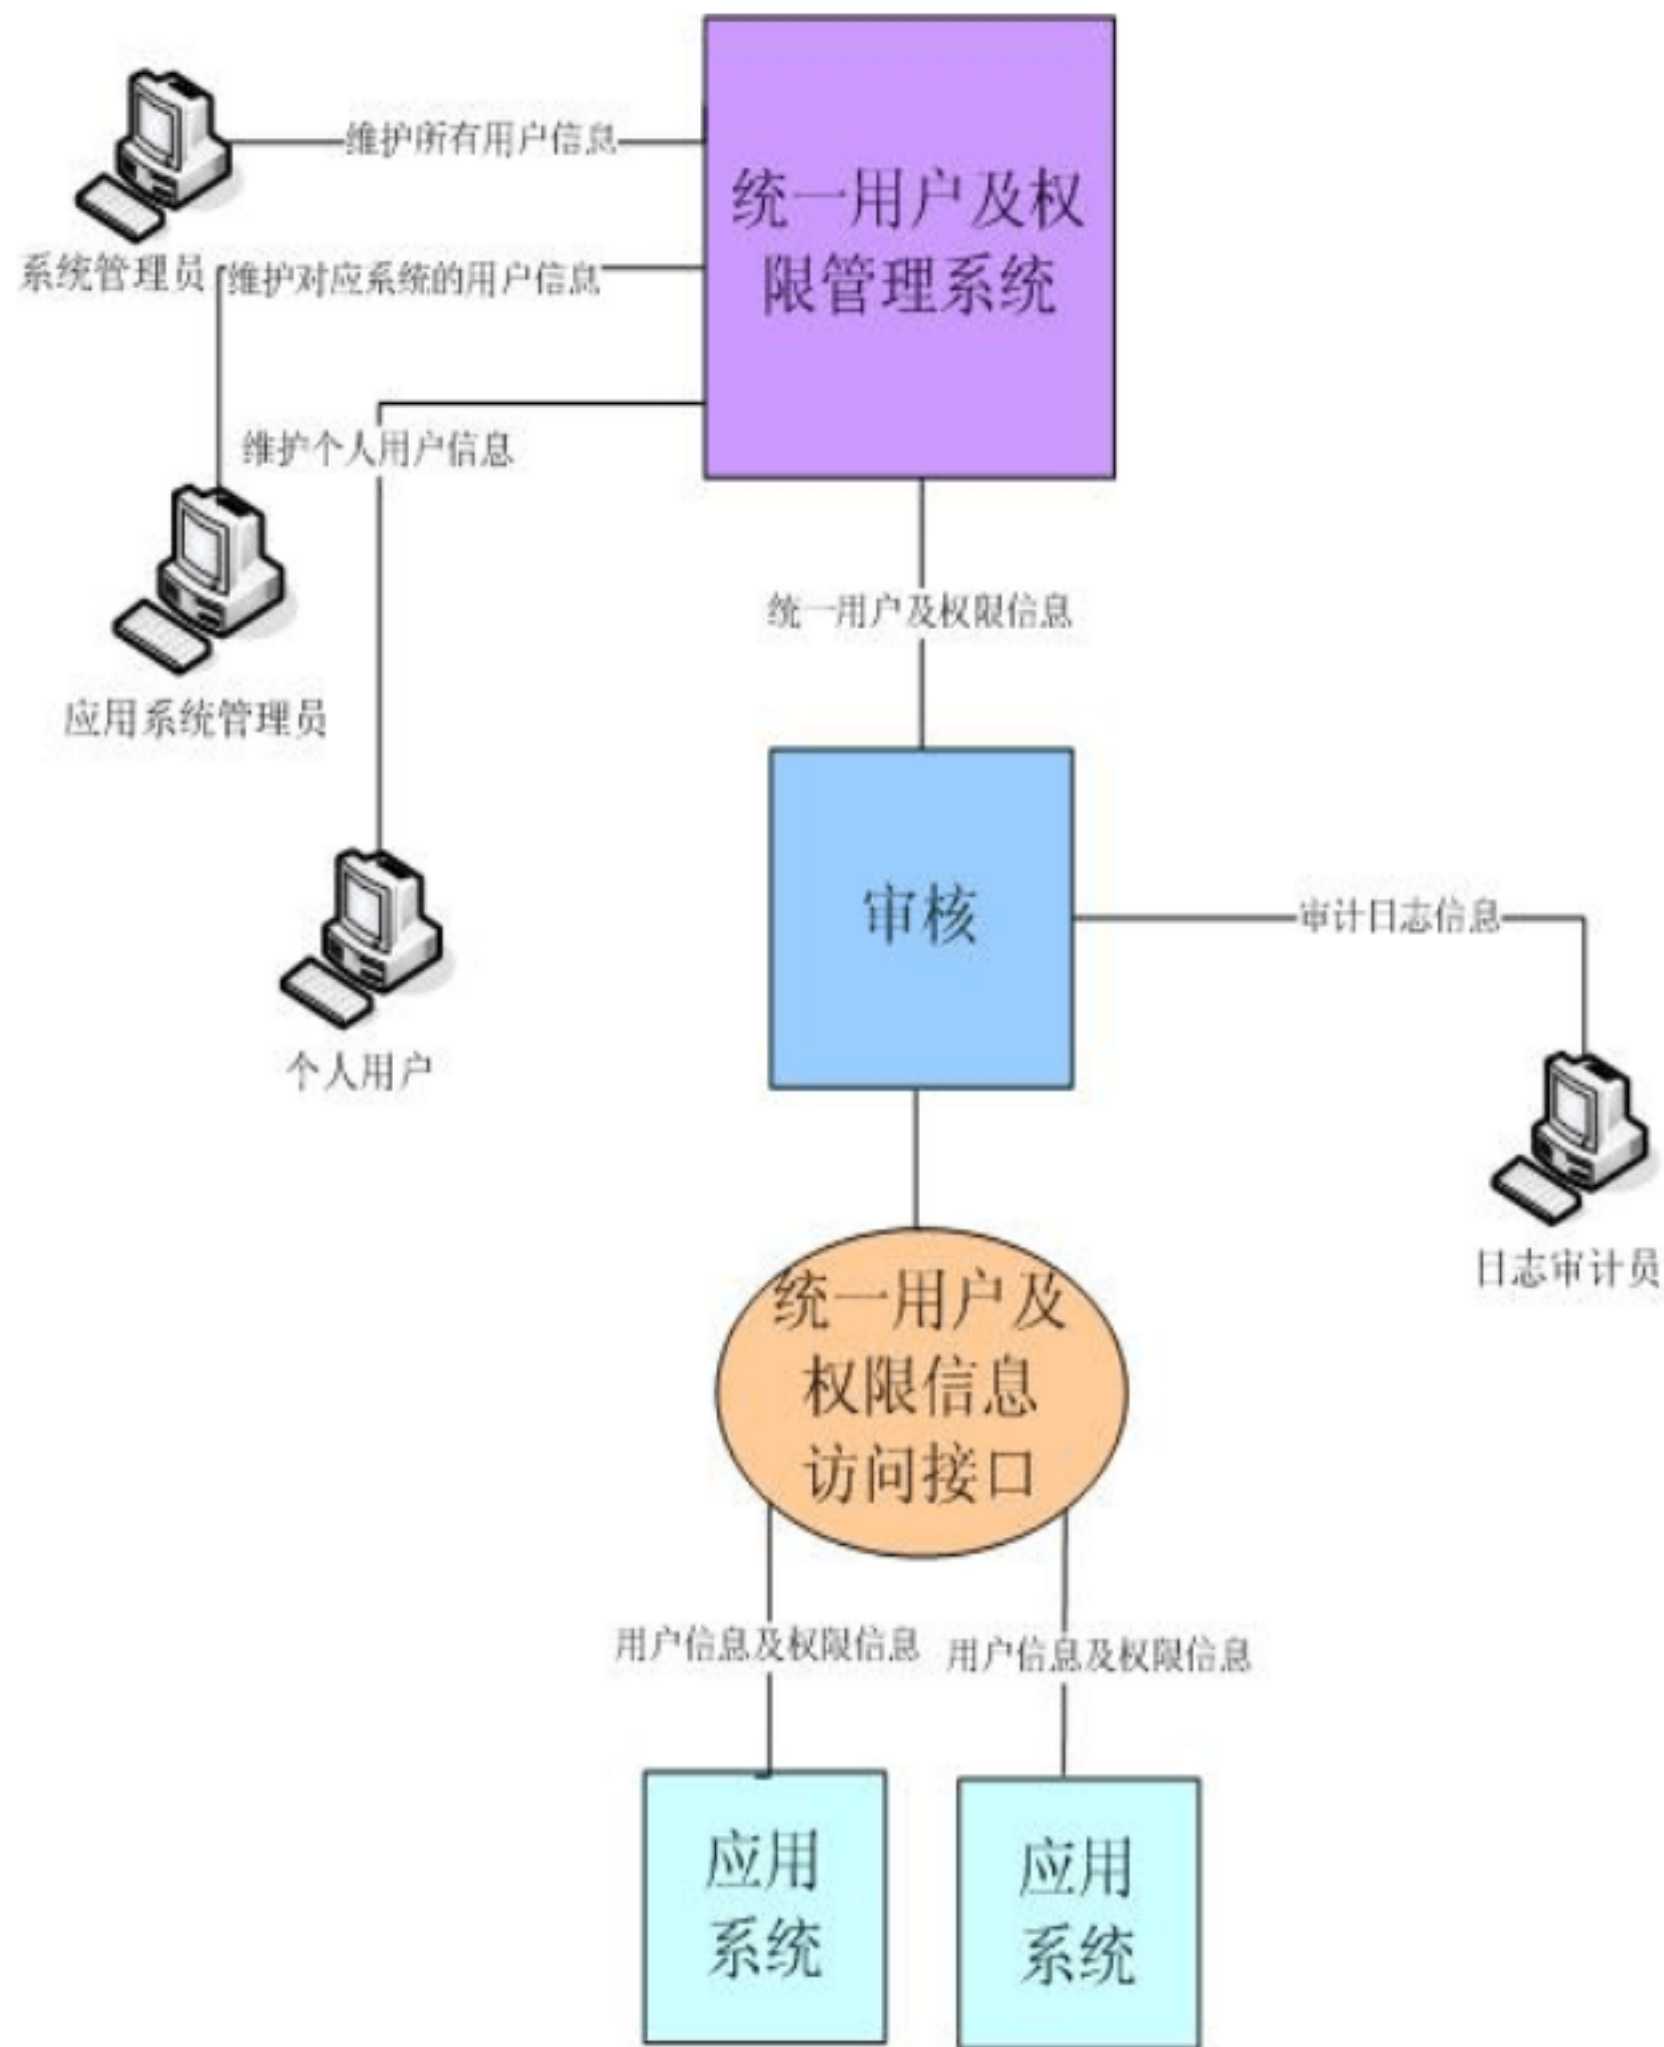 维护所有用户信息
统一用户及权
限管理系统
系统管理员
维护对应系统的用户信息
维护个人用户信息
统一用户及权限信息
应用系统管理员
审核
审计日志信息
个人用户
日志审计员
统一用户及
权限信息
访问接口
用户信息及权限信息
用户信息及权限信息
应用
系统
应用
系统